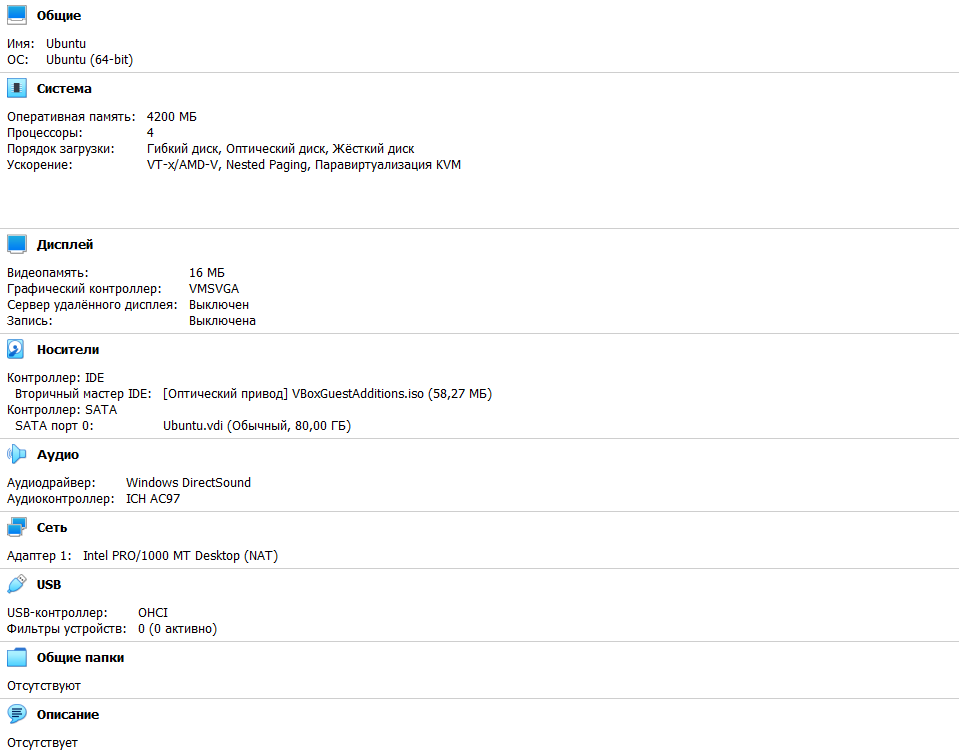 Общие
Имя: Ubuntu
ОС: Ubuntu (64-bit)
Система
Оперативная память: 4200 МБ
Процессоры: 4
Порядок загрузки: Гибкий диск, Оптический диск, Жёсткий диск
Ускорение: VT-x/AMD-V, Nested Paging, Паравиртуализация KVM
Дисплей
Видеопамять: 16 МБ
Графический контроллер: VMSVGA
Сервер удалённого дисплея: Выключен
Запись: Выключена
Носители
Контроллер: IDE
Вторичный мастер IDE: [Оптический привод] VBoxGuestAdditions.iso (58,27 МБ)
Контроллер: SATA
SATA порт 0: Ubuntu.vdi (Обычный, 80,00 ГБ)
Аудио
Аудиодрайвер: Windows DirectSound
Аудиоконтроллер: ICH AC97
Сеть
Адаптер 1: Intel PRO/1000 MT Desktop (NAT)
USB
USB-контроллер: OHCI
Фильтры устройств: 0 (0 активно)
Общие папки
Отсутствуют
Описание
Отсутствует